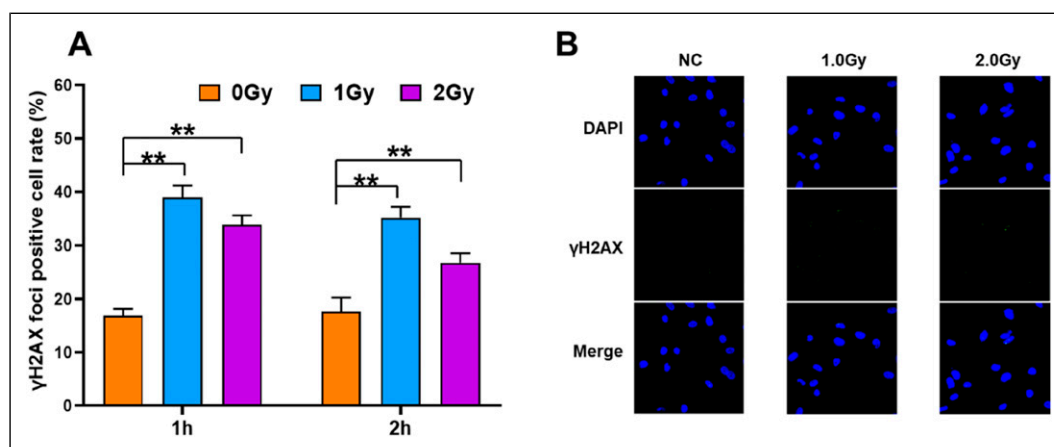 A
0Gy 1Gy 2Gy
γH2AX foci positive cell rate (%)
60
50
40
30
20
10
0
** ** ** **
1h 2h
B
NC 1.0Gy 2.0Gy
DAPI
γH2AX
Merge